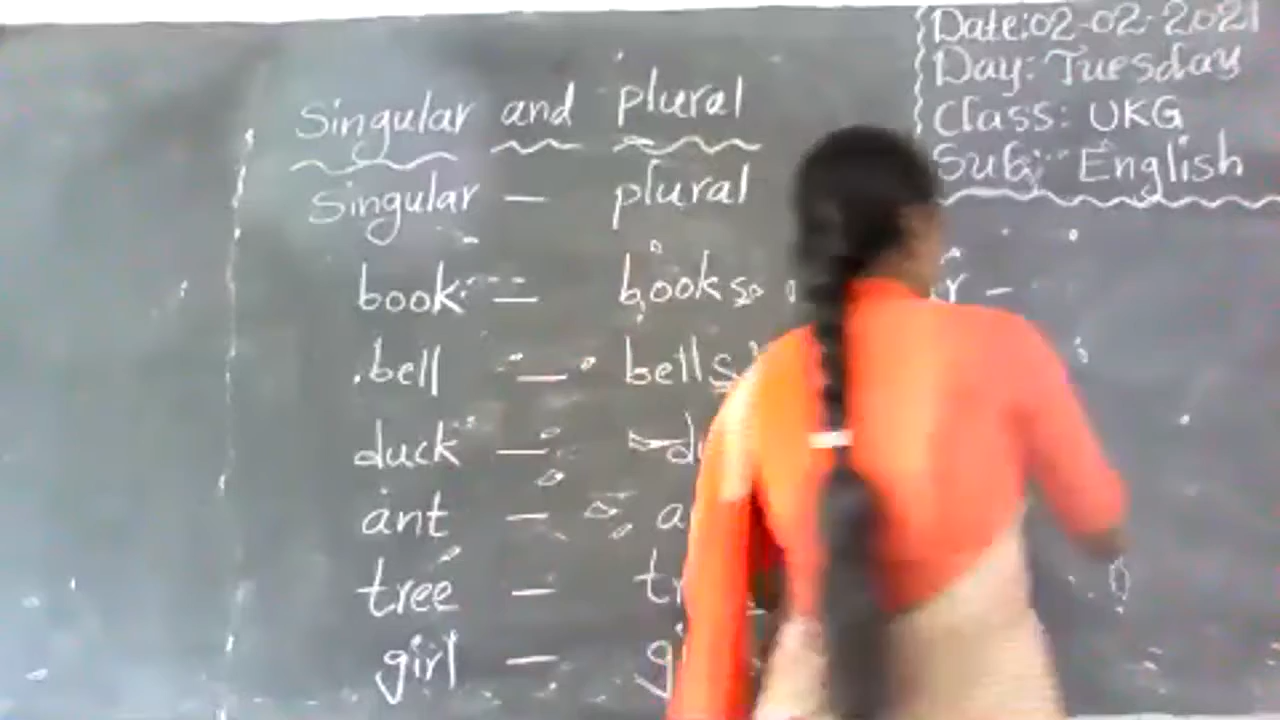 Date:02-02-2021
Day: Tuesday
Class: UKG
Sub: English
Singular and plural
Singular — plural
book — books
bell — bells
duck —
ant —
tree —
girl —